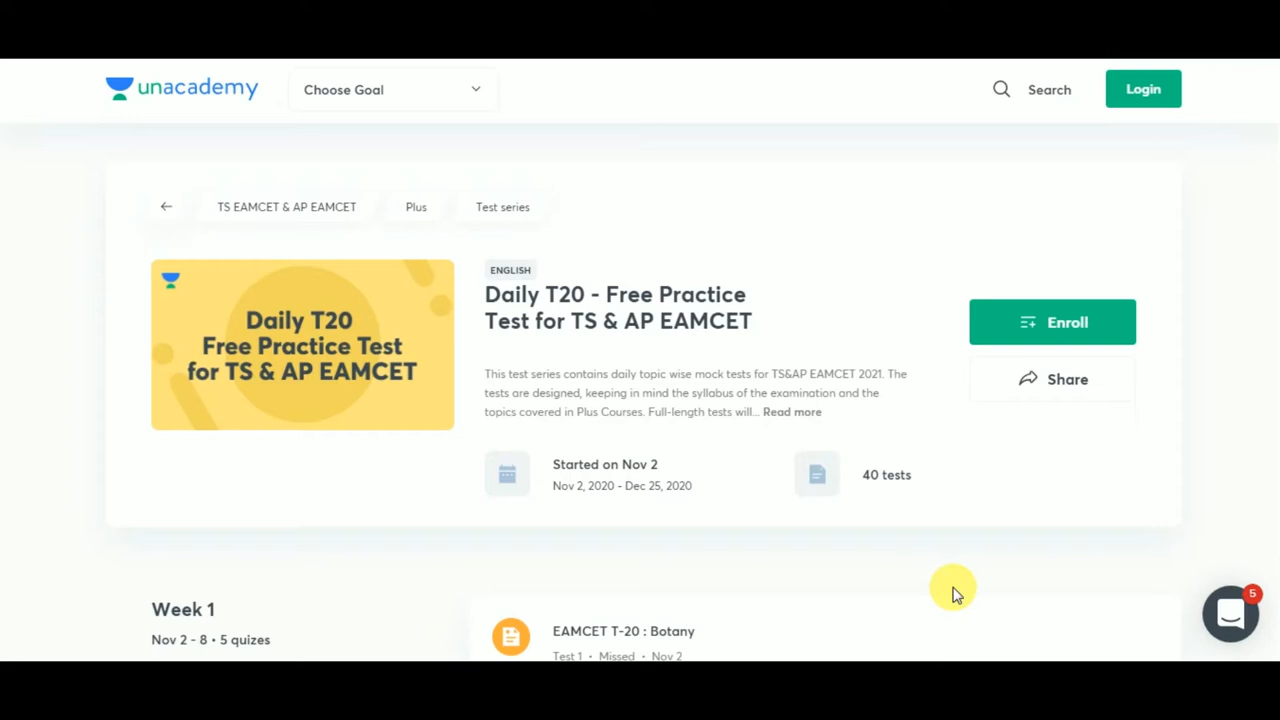 unacademy
Choose Goal
Search
Login
TS EAMCET & AP EAMCET
Plus
Test series
Daily T20
Free Practice Test
for TS & AP EAMCET
ENGLISH
Daily T20 - Free Practice
Test for TS & AP EAMCET
This test series contains daily topic wise mock tests for TS&AP EAMCET 2021. The
tests are designed, keeping in mind the syllabus of the examination and the
topics covered in Plus Courses. Full-length tests will... Read more
Enroll
Share
Started on Nov 2
Nov 2, 2020 - Dec 25, 2020
40 tests
Week 1
Nov 2 - 8 • 5 quizes
EAMCET T-20 : Botany
Test 1 • Missed • Nov 2
5